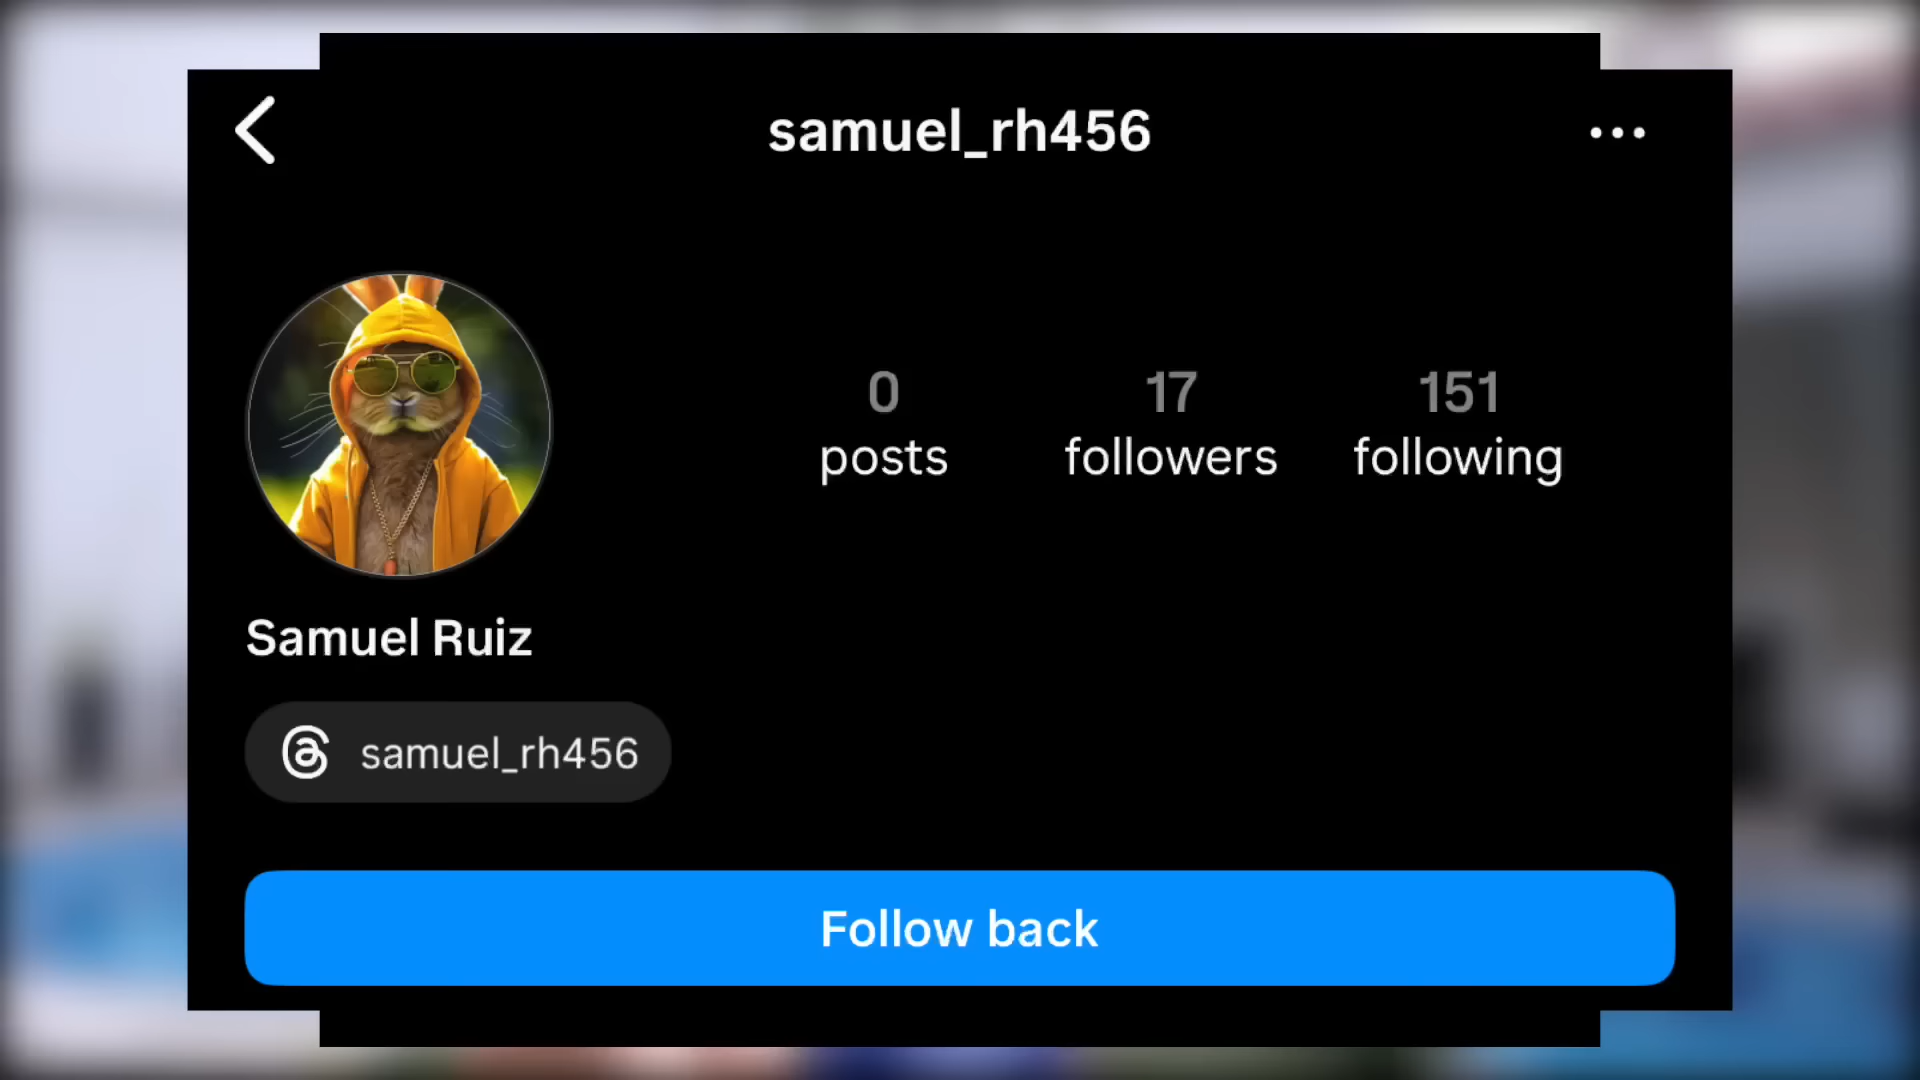 samuel_rh456
0 17 151
posts followers following
Samuel Ruiz
samuel_rh456
Follow back